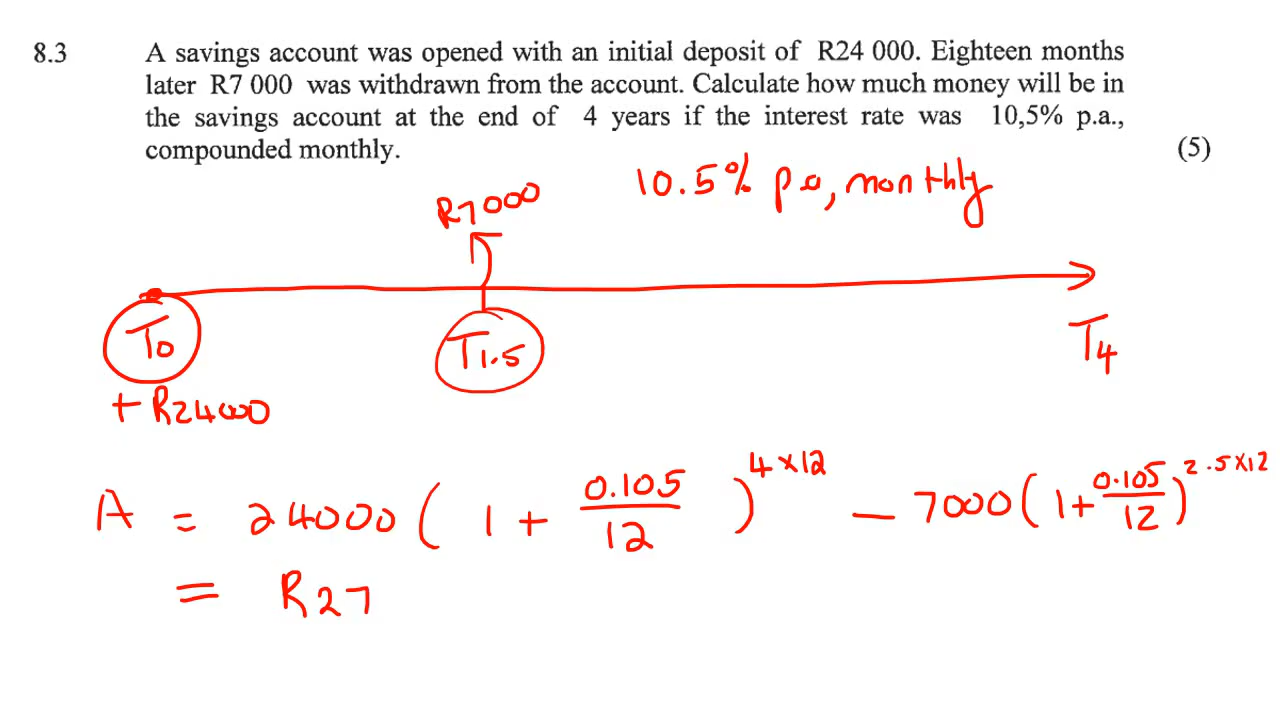 8.3 A savings account was opened with an initial deposit of R24 000. Eighteen months
later R7 000 was withdrawn from the account. Calculate how much money will be in
the savings account at the end of 4 years if the interest rate was 10,5% p.a.,
compounded monthly. (5)
10.5% p.a, monthly
R7000
T0 T1.5 T4
+R24000
A = 24000(1+0.105/12)^4×12 - 7000(1+0.105/12)^2.5×12
= R27